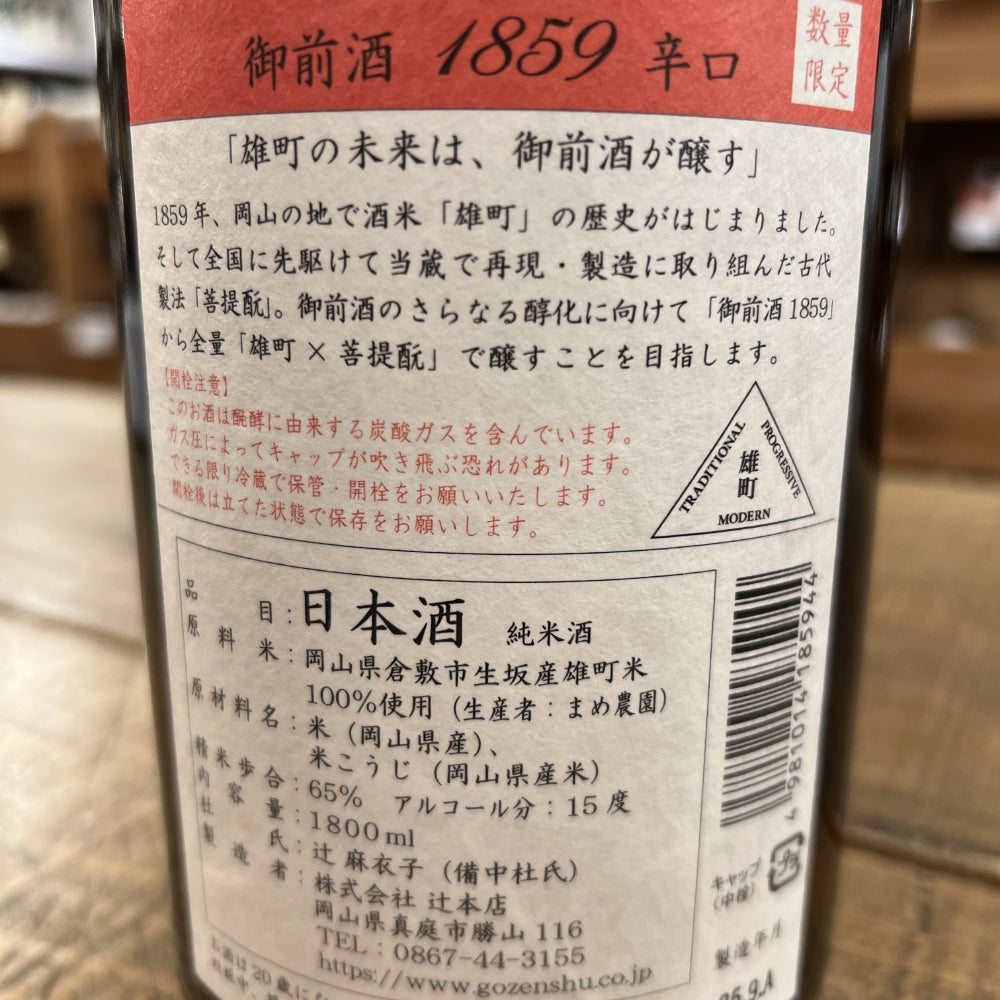 御前酒 1859 辛口
数量
限定
「雄町の未来は、御前酒が醸す」
1859年、岡山の地で酒米「雄町」の歴史がはじまりました。
そして全国に先駆けて当蔵で再現・製造に取り組んだ古代
製法「菩提酛」。御前酒のさらなる醇化に向けて「御前酒1859」
から全量「雄町×菩提酛」で醸すことを目指します。
【開栓注意】
このお酒は醗酵に由来する炭酸ガスを含んでいます。
ガス圧によってキャップが吹き飛ぶ恐れがあります。
できる限り冷蔵で保管・開栓をお願いいたします。
開栓後は立てた状態で保存をお願いします。
TRADITIONAL
PROGRESSIVE
雄町
MODERN
品目:日本酒 純米酒
原料米:岡山県倉敷市生坂産雄町米
100%使用(生産者:まめ農園)
原材料名:米(岡山県産)、
米こうじ(岡山県産米)
精米歩合:65% アルコール分:15度
内容量:1800ml
杜氏:辻 麻衣子(備中杜氏)
製造者:株式会社 辻本店
岡山県真庭市勝山116
TEL:0867-44-3155
https://www.gozenshu.co.jp
4981014185944
プラ
キャップ
(中栓)
製造年月
お酒は20歳に